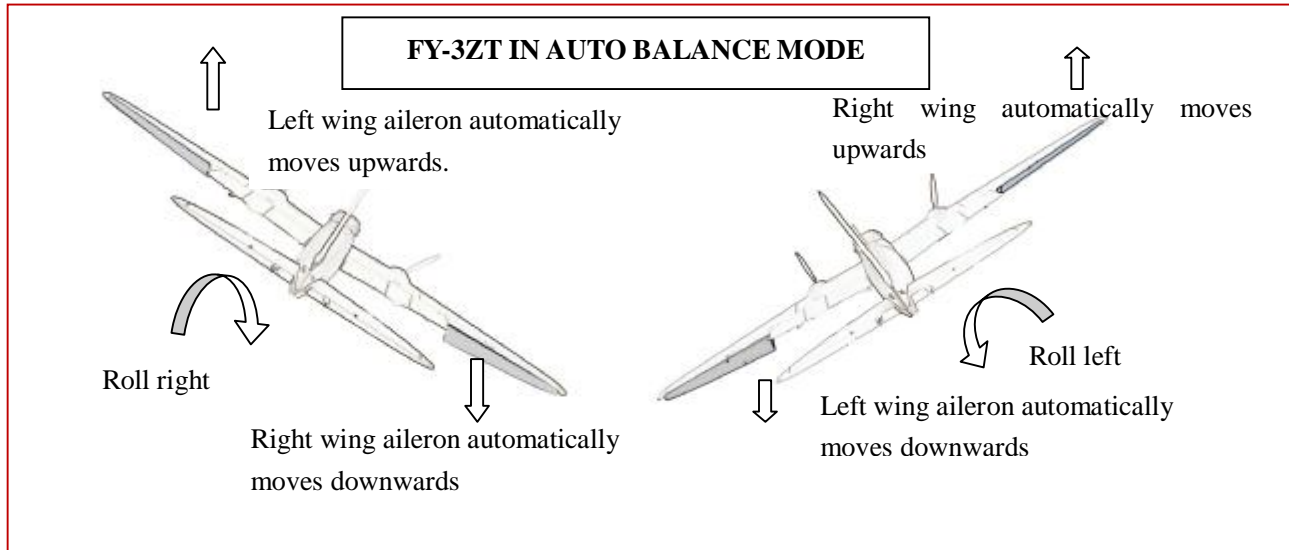 FY-3ZT IN AUTO BALANCE MODE
Left wing aileron automatically
moves upwards.
Right wing automatically moves
upwards
Roll right
Roll left
Right wing aileron automatically
moves downwards
Left wing aileron automatically
moves downwards